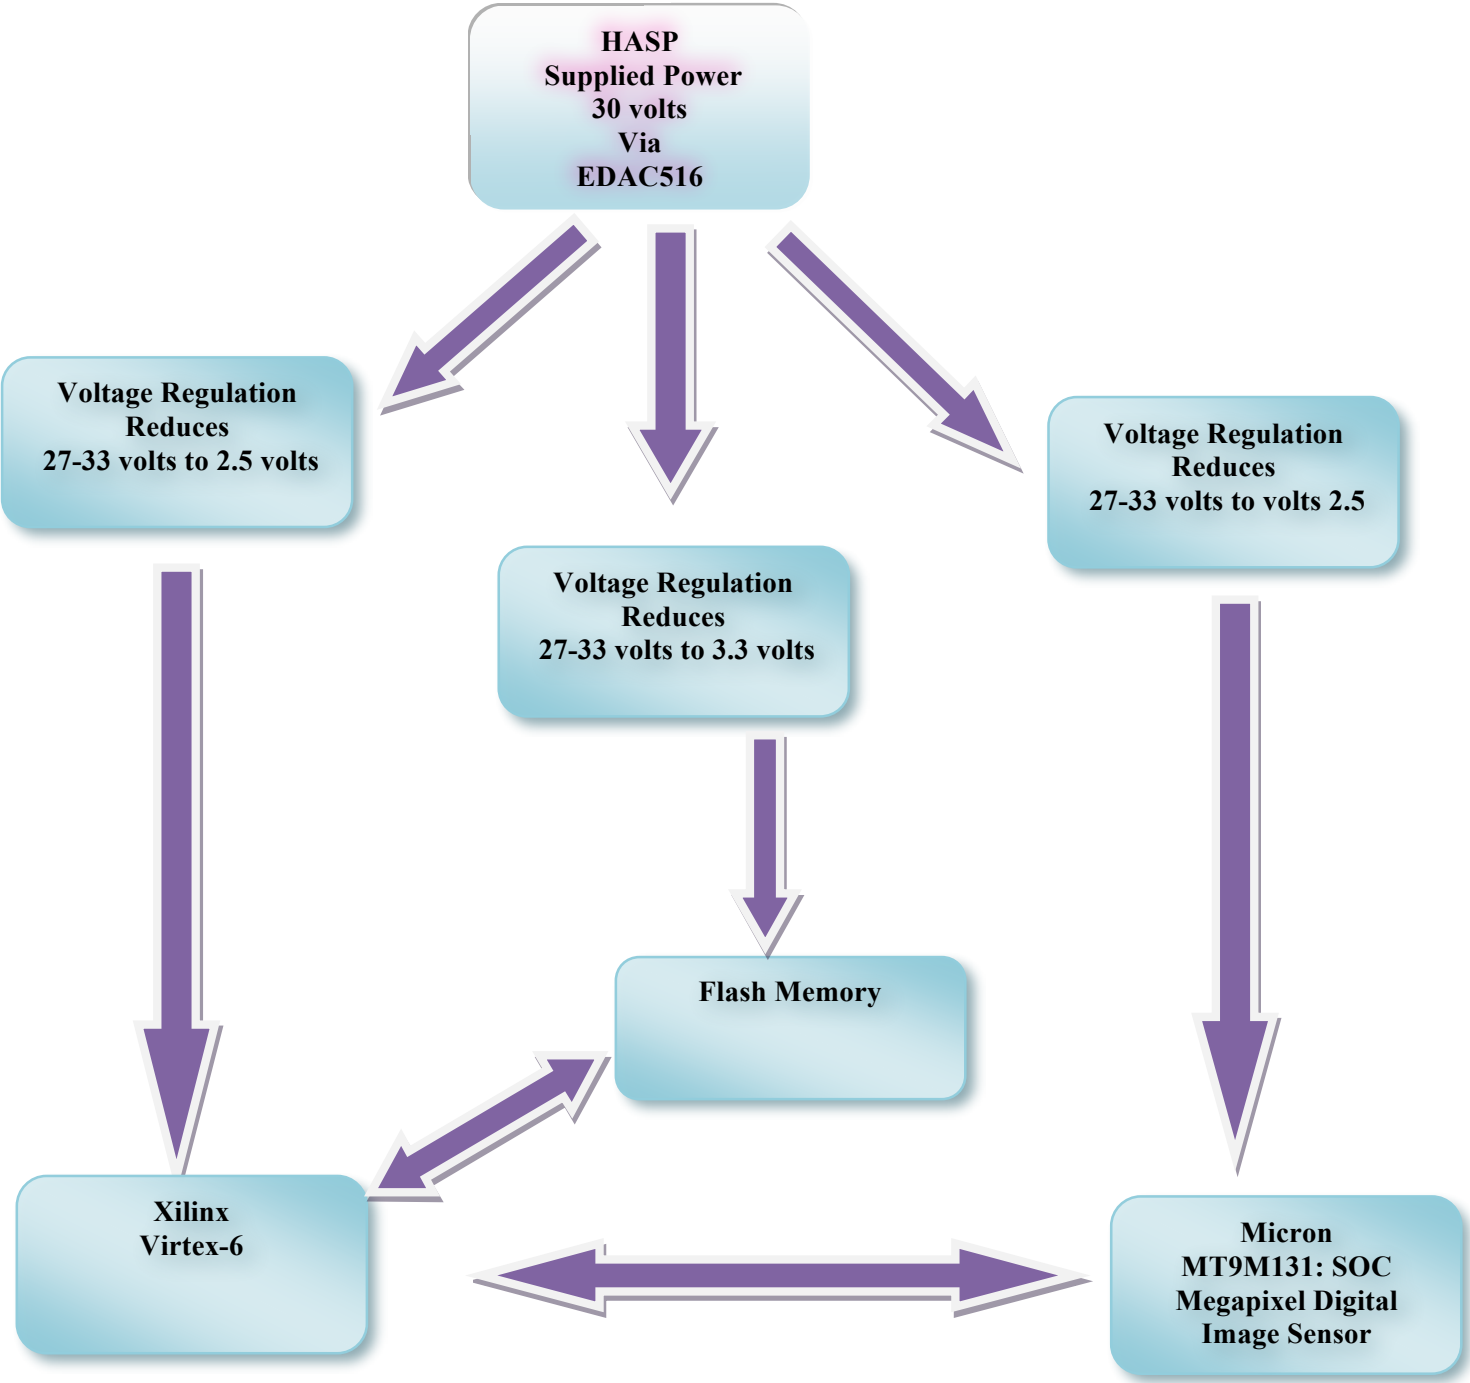 HASP
Supplied Power
30 volts
Via
EDAC516
Voltage Regulation
Reduces
27-33 volts to 2.5 volts
Voltage Regulation
Reduces
27-33 volts to volts 2.5
Voltage Regulation
Reduces
27-33 volts to 3.3 volts
Flash Memory
Xilinx
Virtex-6
Micron
MT9M131: SOC
Megapixel Digital
Image Sensor